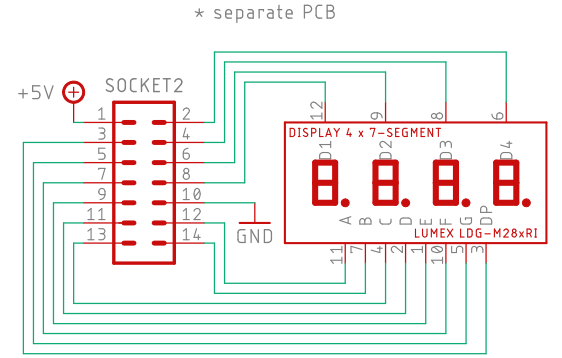 * separate PCB
+5V
SOCKET2
1 2
3 4
5 6
7 8
9 10
11 12
13 14
GND
12 9 8 6
DISPLAY 4 x 7-SEGMENT
D1 D2 D3 D4
A B C D E F G DP
LUMEX LDG-M28xRI
11 7 4 2 1 10 5 3